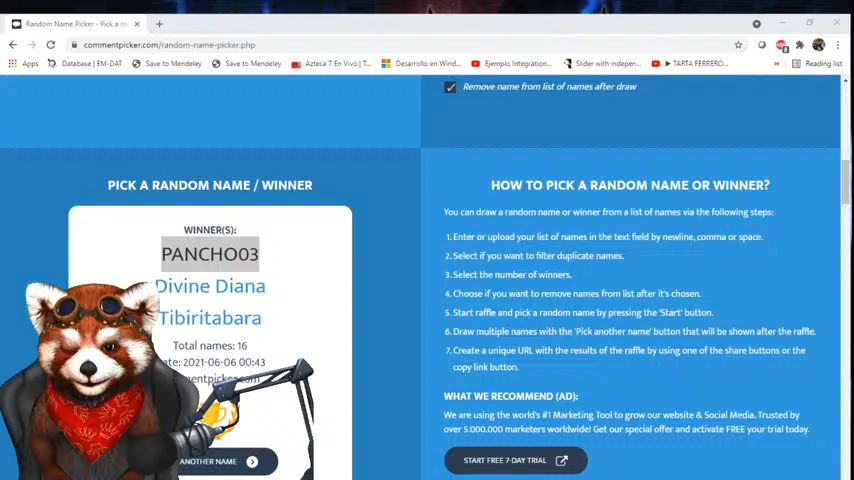 Random Name Picker - Pick a ra
commentpicker.com/random-name-picker.php
Apps
Database | EM-DAT
Save to Mendeley
Save to Mendeley
Azteca 7 En Vivo | T...
Desarrollo en Wind...
Ejemplo Integration...
Slider with indepen...
TARTA FERRERO...
»
Reading list
Remove name from list of names after draw
PICK A RANDOM NAME / WINNER
WINNER(S):
PANCHO03
Divine Diana
Tibiritabara
Total names: 16
ate: 2021-06-06 00:43
mentpicker.com
ANOTHER NAME
HOW TO PICK A RANDOM NAME OR WINNER?
You can draw a random name or winner from a list of names via the following steps:
1. Enter or upload your list of names in the text field by newline, comma or space.
2. Select if you want to filter duplicate names.
3. Select the number of winners.
4. Choose if you want to remove names from list after it's chosen.
5. Start raffle and pick a random name by pressing the 'Start' button.
6. Draw multiple names with the 'Pick another name' button that will be shown after the raffle.
7. Create a unique URL with the results of the raffle by using one of the share buttons or the
copy link button.
WHAT WE RECOMMEND (AD):
We are using the world's #1 Marketing Tool to grow our website & Social Media. Trusted by
over 5.000.000 marketers worldwide! Get our special offer and activate FREE your trial today.
START FREE 7-DAY TRIAL